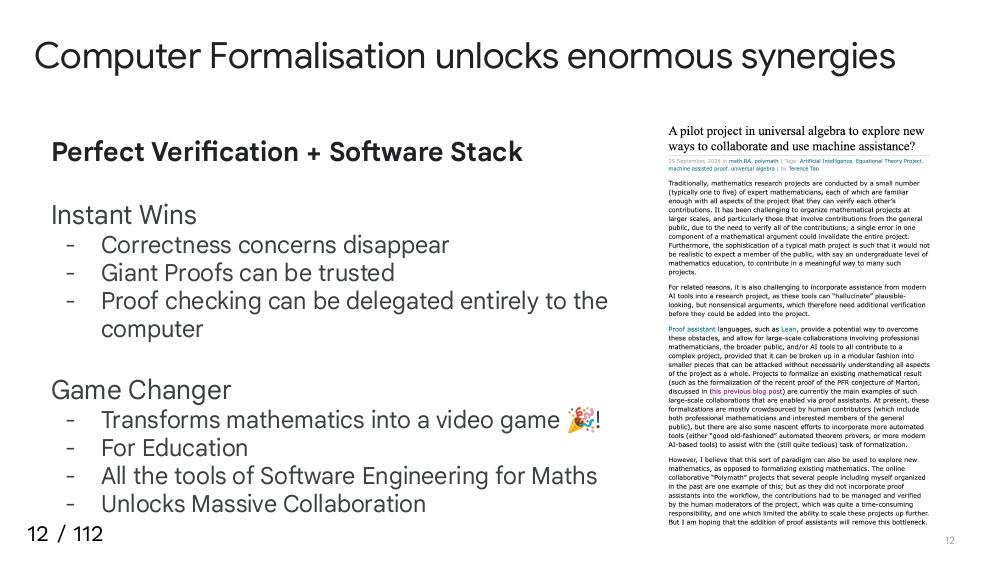 Computer Formalisation unlocks enormous synergies
Perfect Verification + Software Stack
Instant Wins
- Correctness concerns disappear
- Giant Proofs can be trusted
- Proof checking can be delegated entirely to the
computer
Game Changer
- Transforms mathematics into a video game 🎉!
- For Education
- All the tools of Software Engineering for Maths
- Unlocks Massive Collaboration
12 / 112
A pilot project in universal algebra to explore new
ways to collaborate and use machine assistance?
25 September, 2024 in math.RA, polymath | Tags: Artificial Intelligence, Equational Theory Project,
machine assisted proof, universal algebra | by Terence Tao
Traditionally, mathematics research projects are conducted by a small number
(typically one to five) of expert mathematicians, each of which are familiar
enough with all aspects of the project that they can verify each other's
contributions. It has been challenging to organize mathematical projects at
larger scales, and particularly those that involve contributions from the general
public, due to the need to verify all of the contributions; a single error in one
component of a mathematical argument could invalidate the entire project.
Furthermore, the sophistication of a typical math project is such that it would not
be realistic to expect a member of the public, with say an undergraduate level of
mathematics education, to contribute in a meaningful way to many such
projects.
For related reasons, it is also challenging to incorporate assistance from modern
AI tools into a research project, as these tools can "hallucinate" plausible-
looking, but nonsensical arguments, which therefore need additional verification
before they could be added into the project.
Proof assistant languages, such as Lean, provide a potential way to overcome
these obstacles, and allow for large-scale collaborations involving professional
mathematicians, the broader public, and/or AI tools to all contribute to a
complex project, provided that it can be broken up in a modular fashion into
smaller pieces that can be attacked without necessarily understanding all aspects
of the project as a whole. Projects to formalize an existing mathematical result
(such as the formalization of the recent proof of the PFR conjecture of Marton,
discussed in this previous blog post) are currently the main examples of such
large-scale collaborations that are enabled via proof assistants. At present, these
formalizations are mostly crowdsourced by human contributors (which include
both professional mathematicians and interested members of the general
public), but there are also some nascent efforts to incorporate more automated
tools (either "good old-fashioned" automated theorem provers, or more modern
AI-based tools) to assist with the (still quite tedious) task of formalization.
However, I believe that this sort of paradigm can also be used to explore new
mathematics, as opposed to formalizing existing mathematics. The online
collaborative "Polymath" projects that several people including myself organized
in the past are one example of this; but as they did not incorporate proof
assistants into the workflow, the contributions had to be managed and verified
by the human moderators of the project, which was quite a time-consuming
responsibility, and one which limited the ability to scale these projects up further.
But I am hoping that the addition of proof assistants will remove this bottleneck.
12